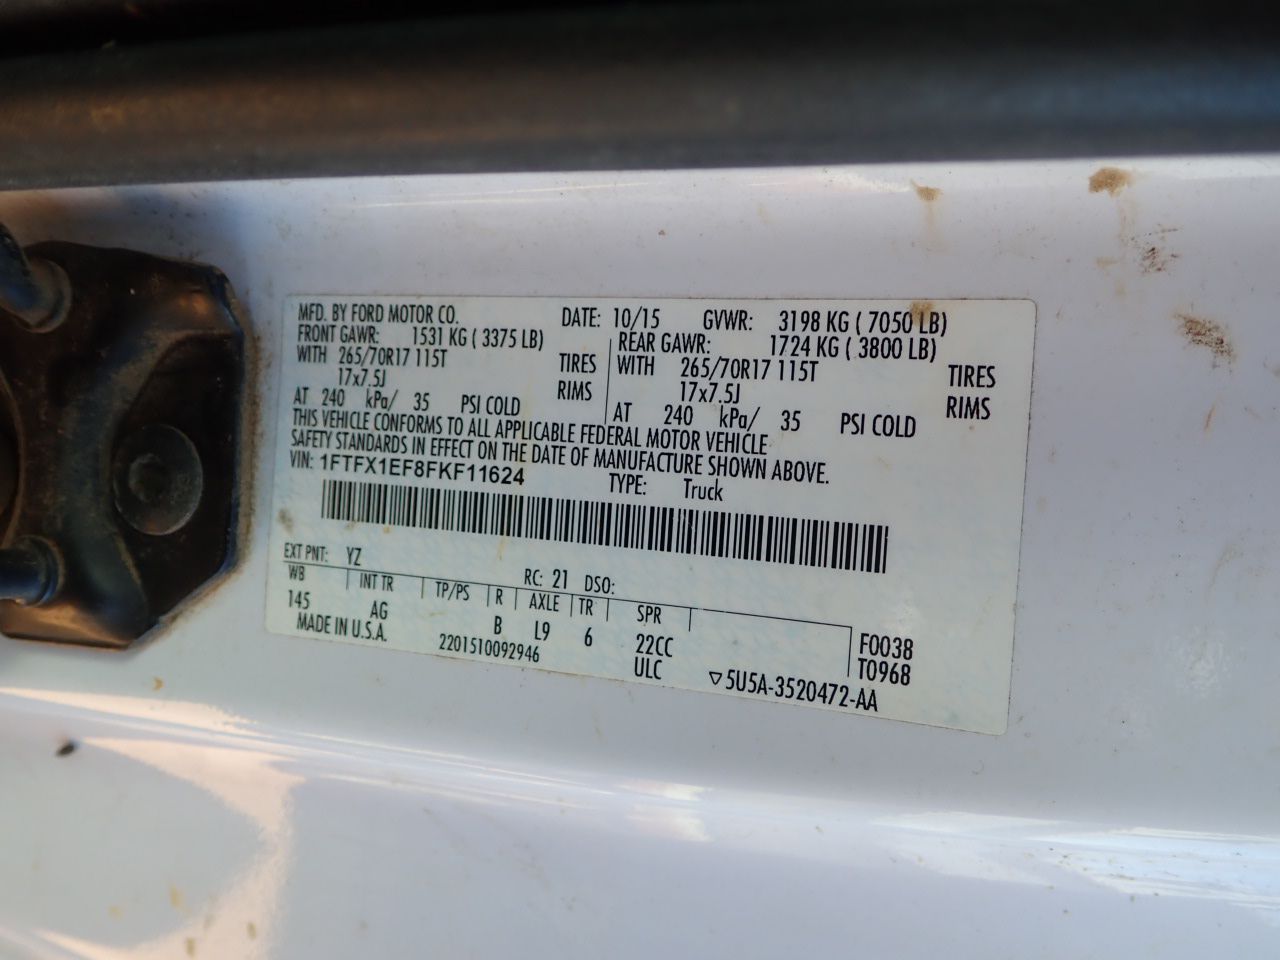 MFD. BY FORD MOTOR CO. DATE: 10/15 GVWR: 3198 KG ( 7050 LB)
FRONT GAWR: 1531 KG ( 3375 LB) REAR GAWR: 1724 KG ( 3800 LB)
WITH 265/70R17 115T TIRES WITH 265/70R17 115T TIRES
17x7.5J RIMS 17x7.5J RIMS
AT 240 kPa/ 35 PSI COLD AT 240 kPa/ 35 PSI COLD
THIS VEHICLE CONFORMS TO ALL APPLICABLE FEDERAL MOTOR VEHICLE
SAFETY STANDARDS IN EFFECT ON THE DATE OF MANUFACTURE SHOWN ABOVE.
VIN: 1FTFX1EF8FKF11624 TYPE: Truck
EXT PNT: YZ RC: 21 DSO:
WB INT TR TP/PS R AXLE TR SPR
145 AG B L9 6 22CC F0038
MADE IN U.S.A. 2201510092946 ULC T0968
▽5U5A-3520472-AA